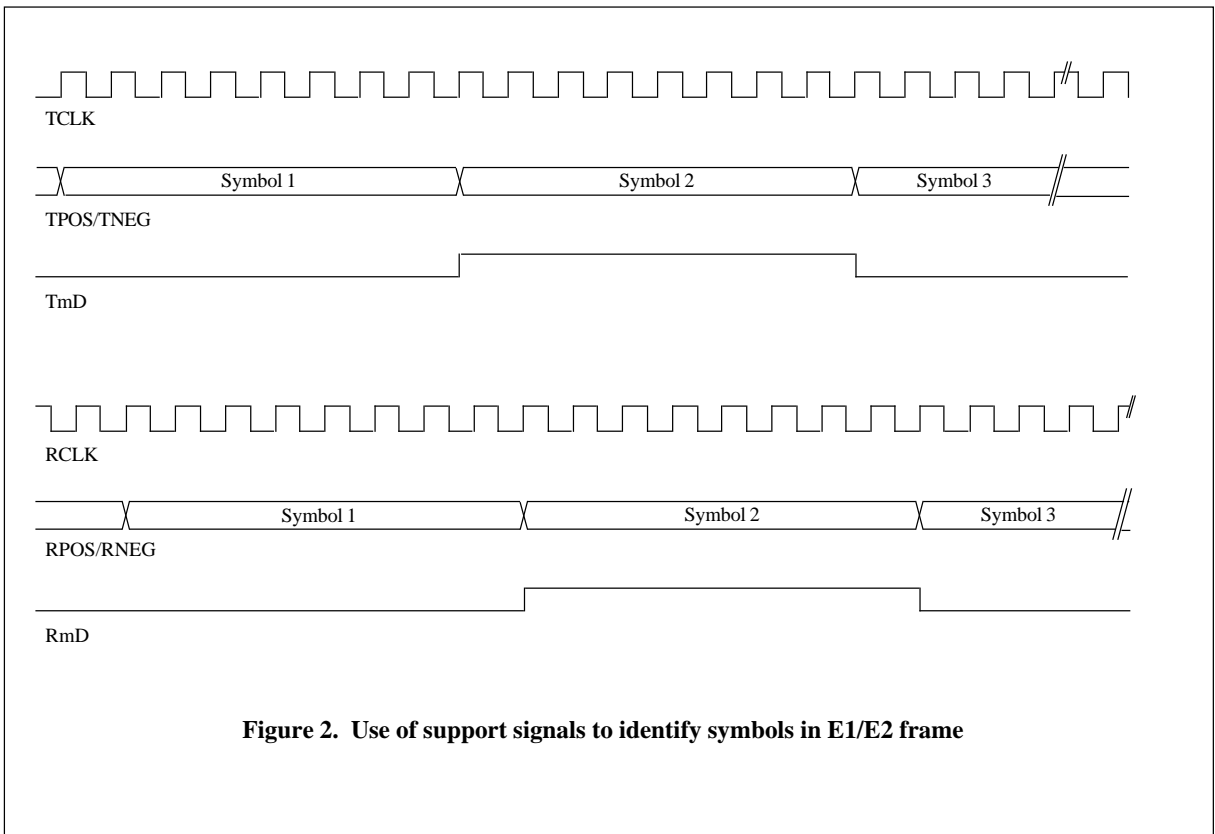 TCLK
Symbol 1 Symbol 2 Symbol 3
TPOS/TNEG
TmD
RCLK
Symbol 1 Symbol 2 Symbol 3
RPOS/RNEG
RmD
Figure 2. Use of support signals to identify symbols in E1/E2 frame